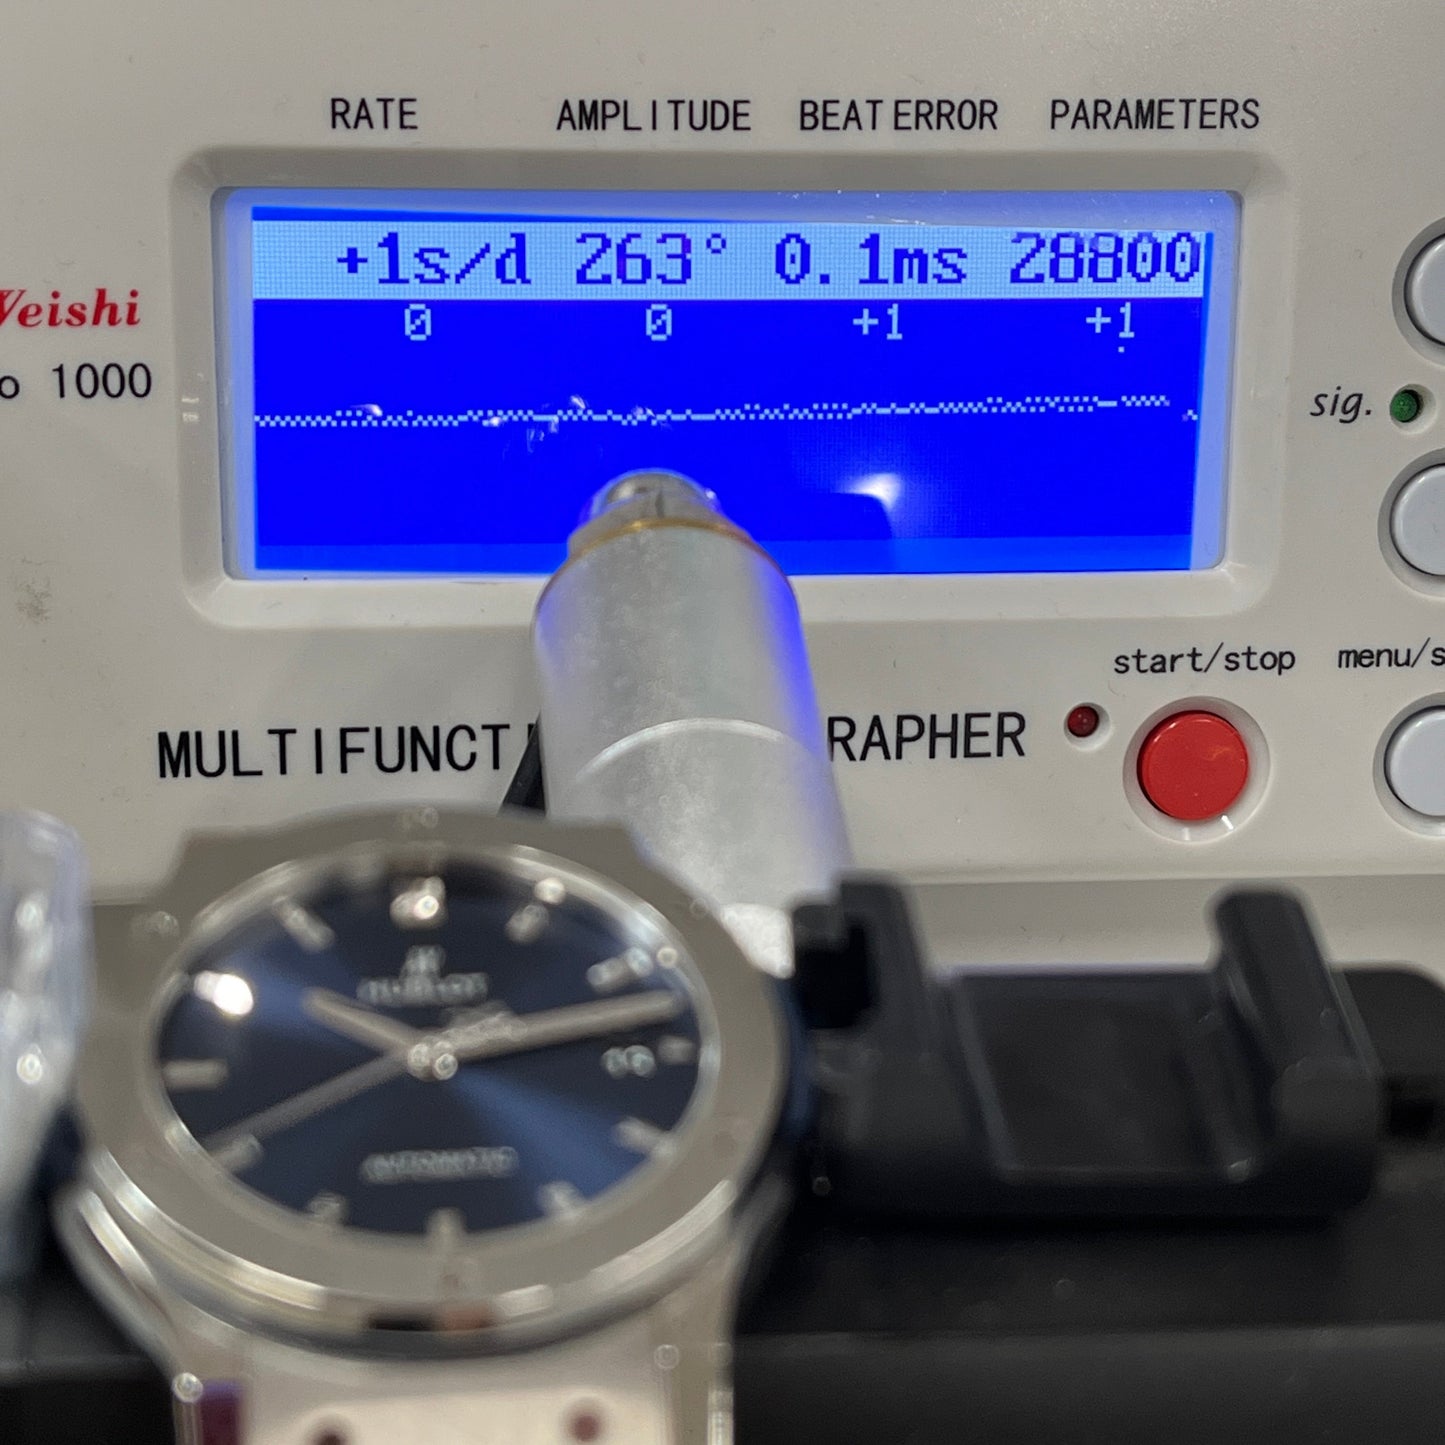 RATE AMPLITUDE BEAT ERROR PARAMETERS
+1s/d 263° 0.1ms 28800
0 0 +1 +1
Weishi
o 1000
sig.
start/stop menu/s
MULTIFUNCT RAPHER
AUTOMATIC